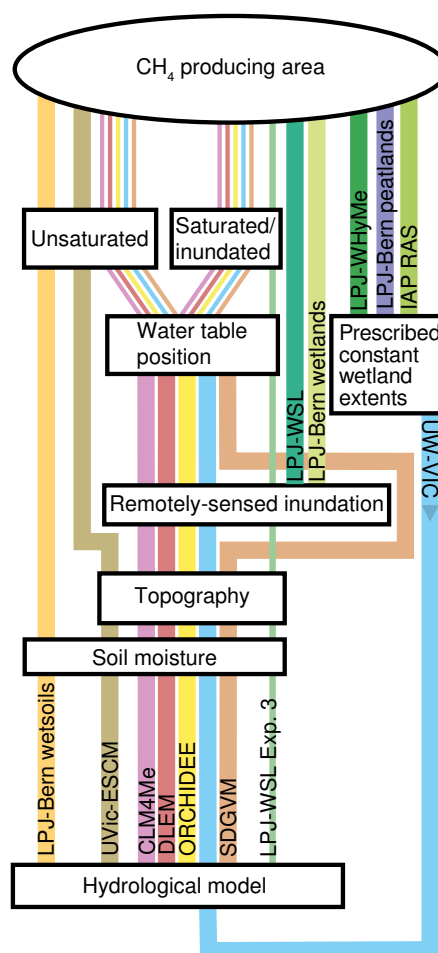 CH4 producing area
Unsaturated
Saturated/
inundated
LPJ-WHyMe
LPJ-Bern peatlands
IAP RAS
Water table
position
Prescribed
constant
wetland
extents
LPJ-WSL
LPJ-Bern wetlands
UW-VIC
Remotely-sensed inundation
Topography
Soil moisture
LPJ-Bern wetsoils
UVic-ESCM
CLM4Me
DLEM
ORCHIDEE
SDGVM
LPJ-WSL Exp. 3
Hydrological model